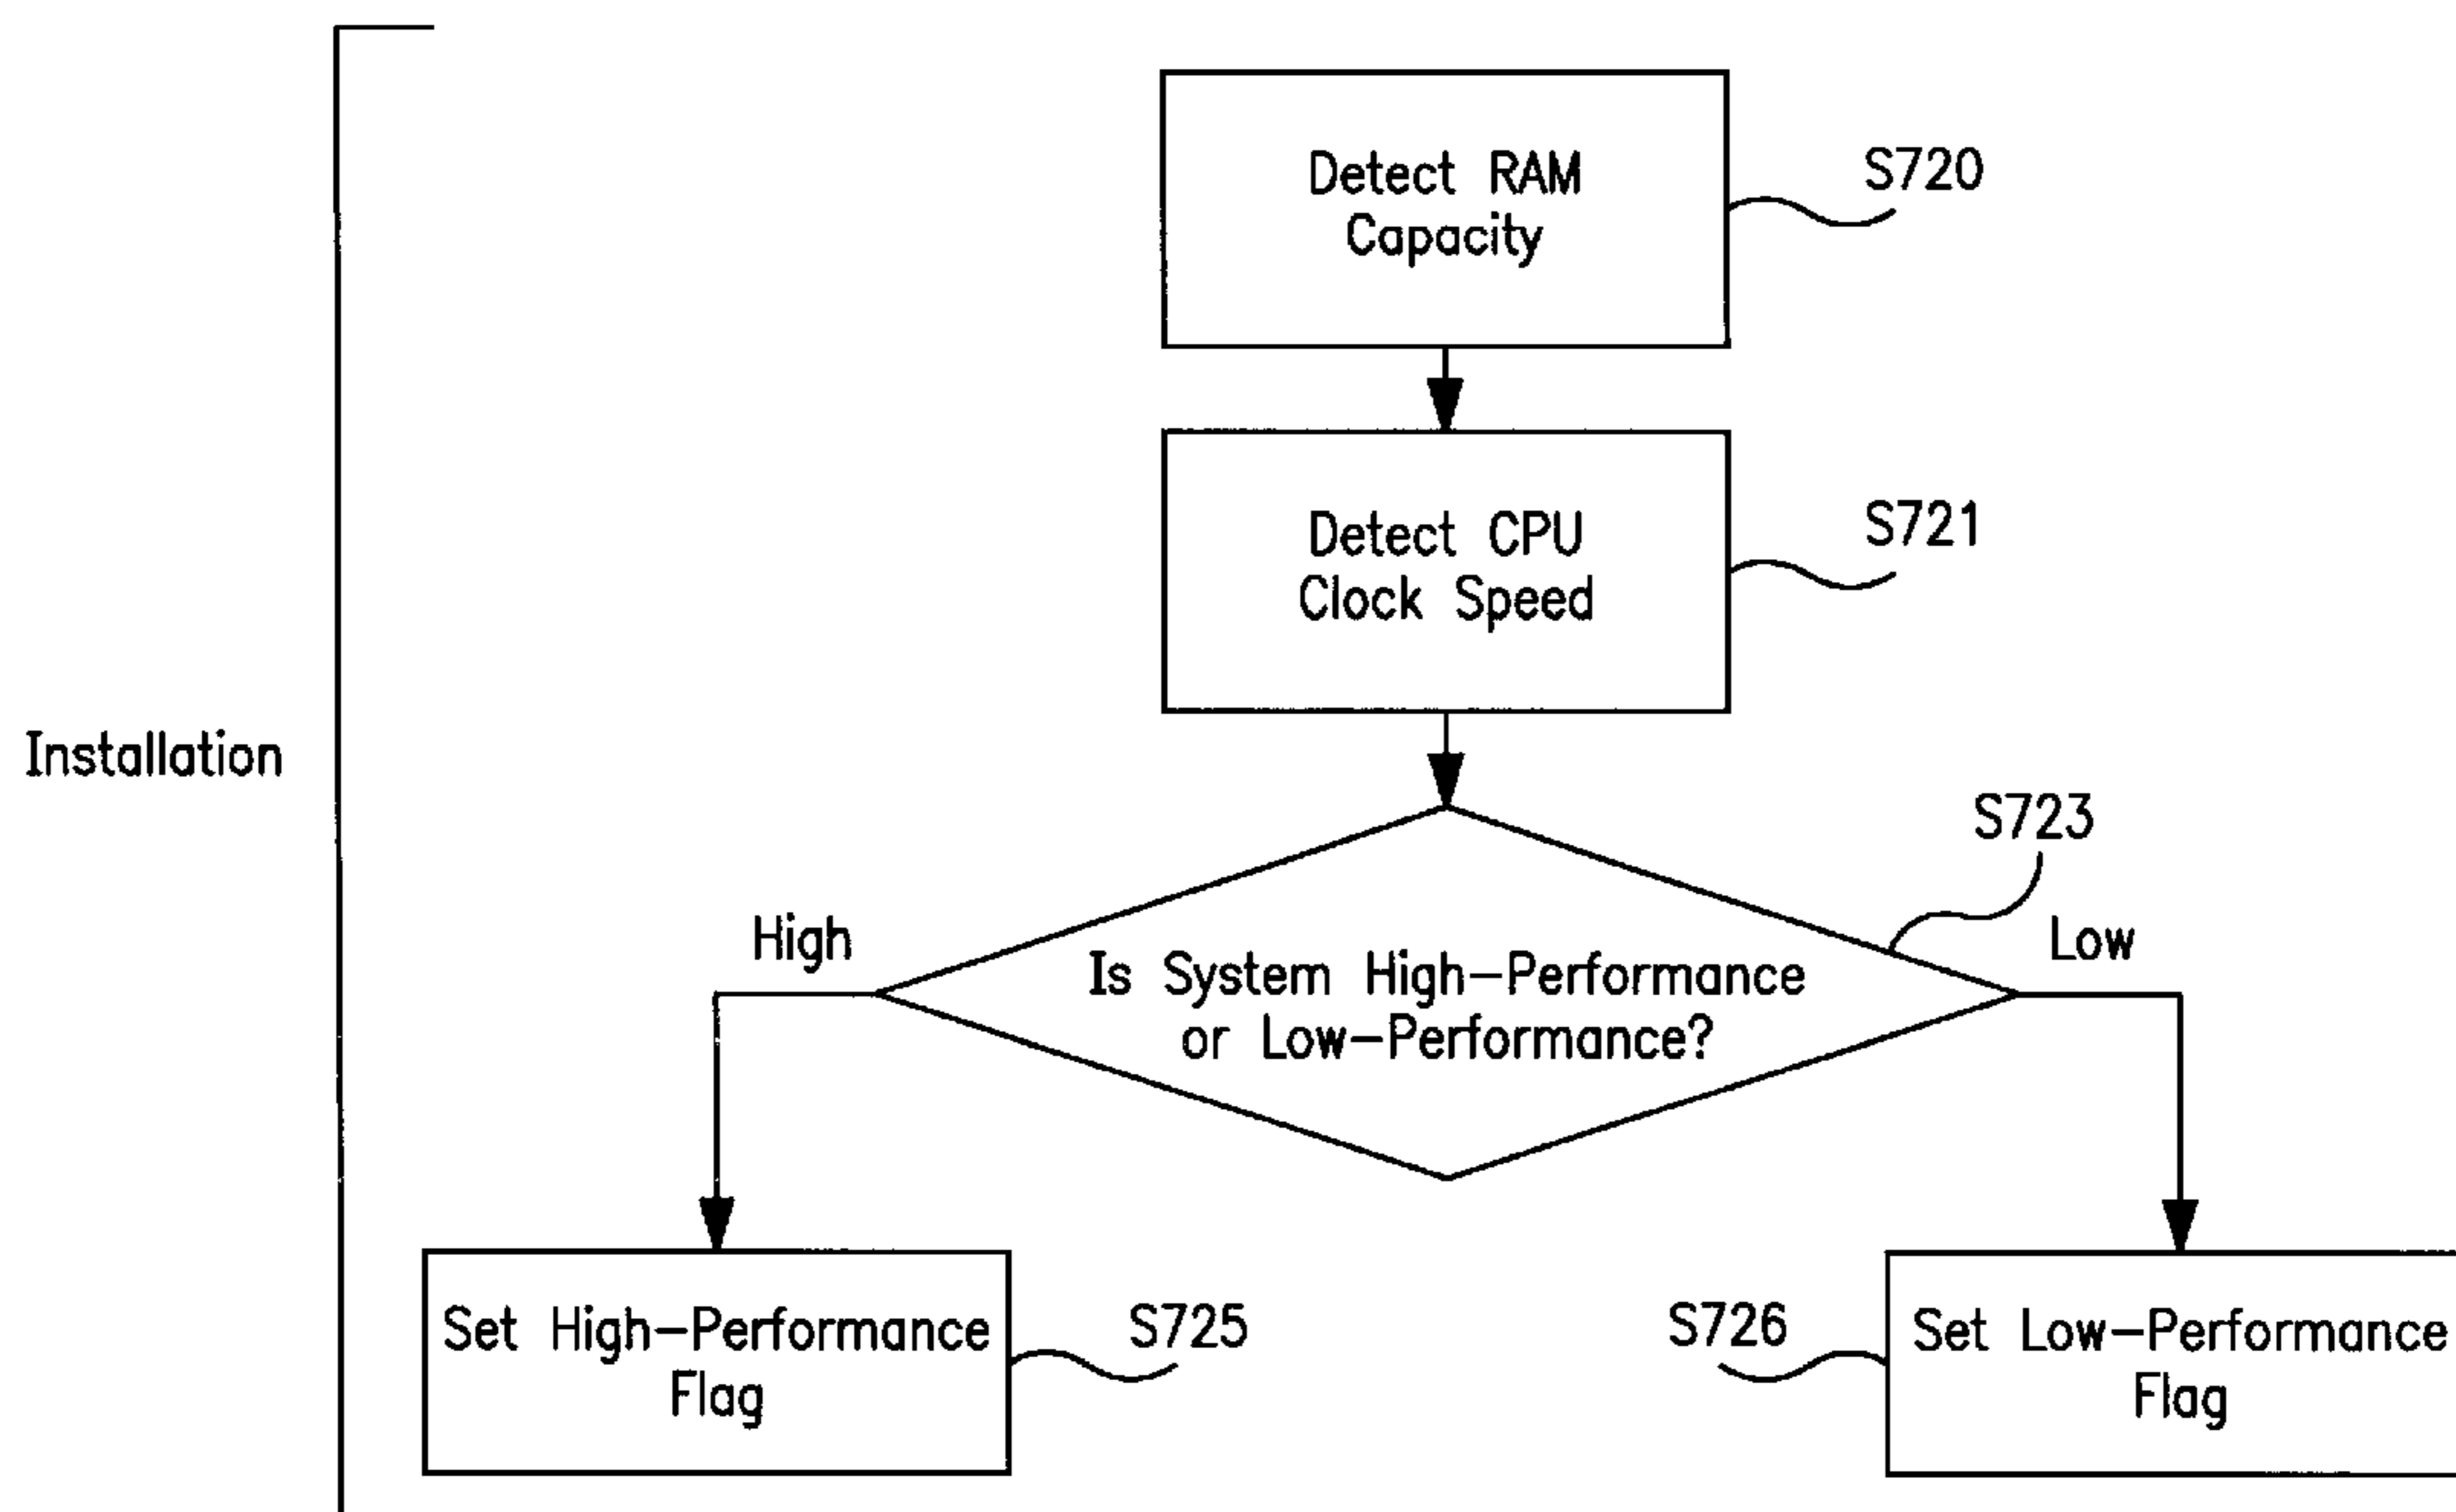 Detect RAM
Capacity
S720
Detect CPU
Clock Speed
S721
Installation
S723
High
Low
Is System High-Performance
or Low-Performance?
Set High-Performance
Flag
S725
S726
Set Low-Performance
Flag